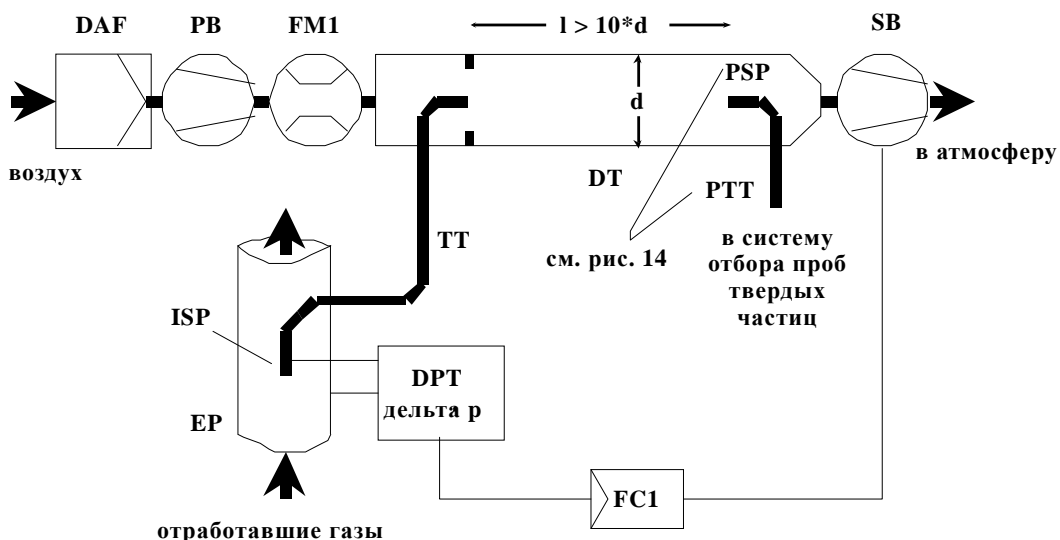 DAF
PB
FM1
l > 10*d
SB
PSP
d
воздух
DT
PTT
в атмосферу
TT
см. рис. 14
в систему
отбора проб
твердых
частиц
ISP
DPT
дельта p
EP
FC1
отработавшие газы